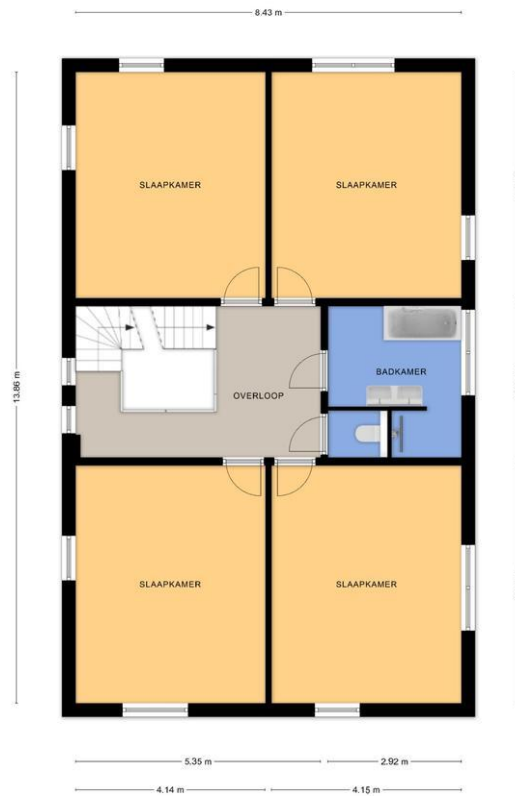 8.43 m
SLAAPKAMER
SLAAPKAMER
13.86 m
BADKAMER
OVERLOOP
SLAAPKAMER
SLAAPKAMER
5.35 m
2.92 m
4.14 m
4.15 m